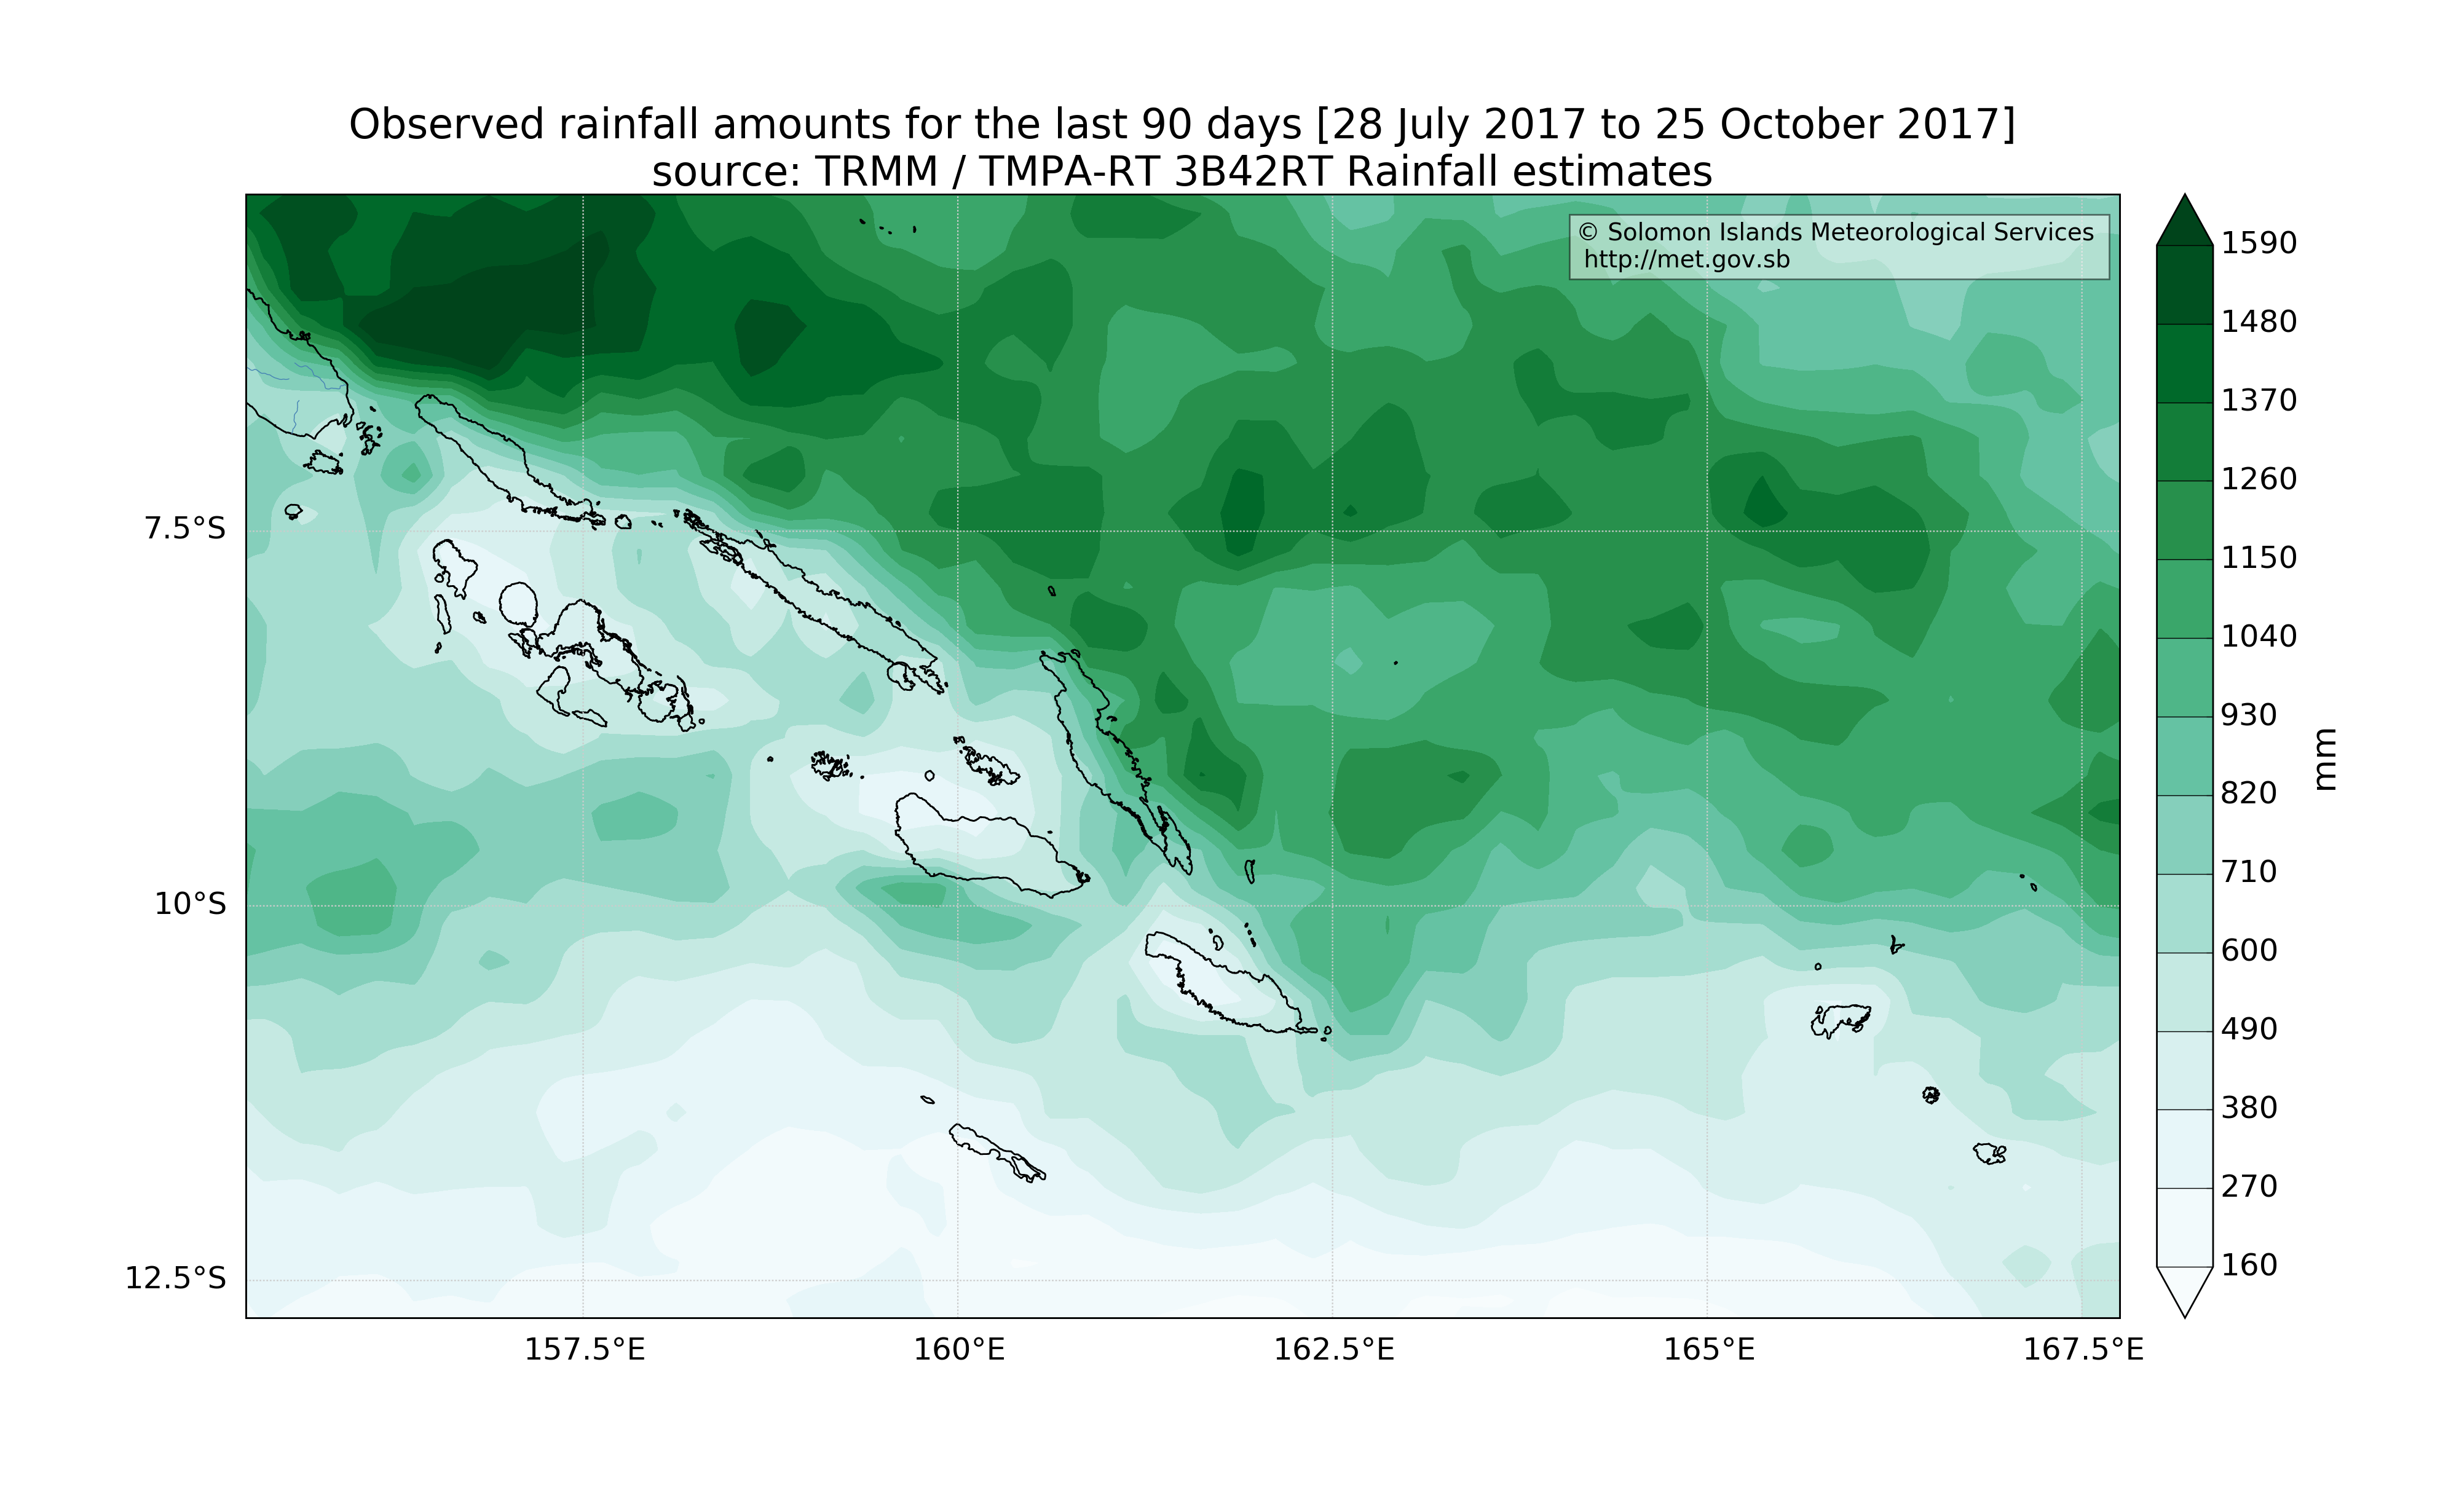 Observed rainfall amounts for the last 90 days [28 July 2017 to 25 October 2017]
source: TRMM / TMPA-RT 3B42RT Rainfall estimates
© Solomon Islands Meteorological Services
http://met.gov.sb
7.5°S
10°S
12.5°S
157.5°E
160°E
162.5°E
165°E
167.5°E
1590
1480
1370
1260
1150
1040
930
820
710
600
490
380
270
160
mm